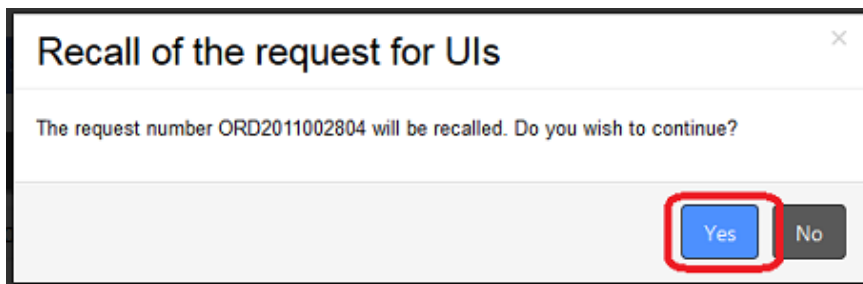 Recall of the request for UIs
×
The request number ORD2011002804 will be recalled. Do you wish to continue?
Yes No